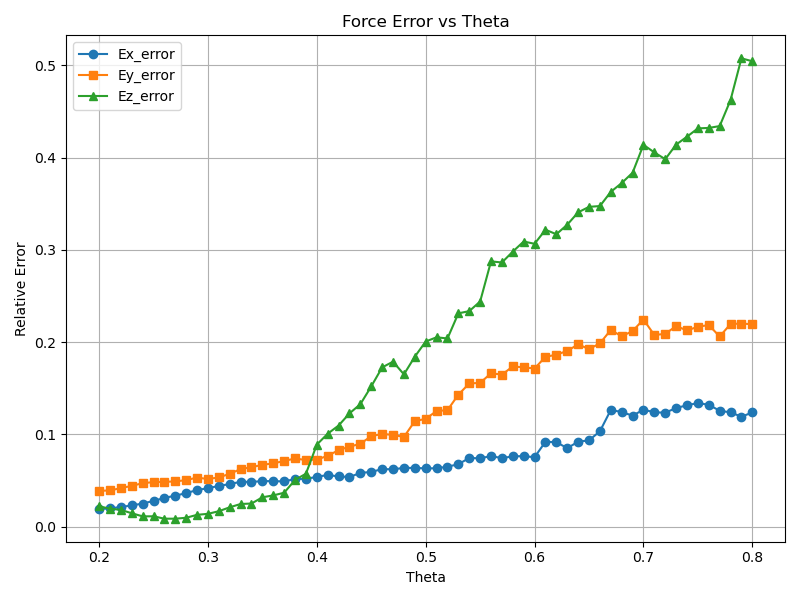 Force Error vs Theta
Ex_error
Ey_error
Ez_error
Relative Error
0.5
0.4
0.3
0.2
0.1
0.0
0.2 0.3 0.4 0.5 0.6 0.7 0.8
Theta